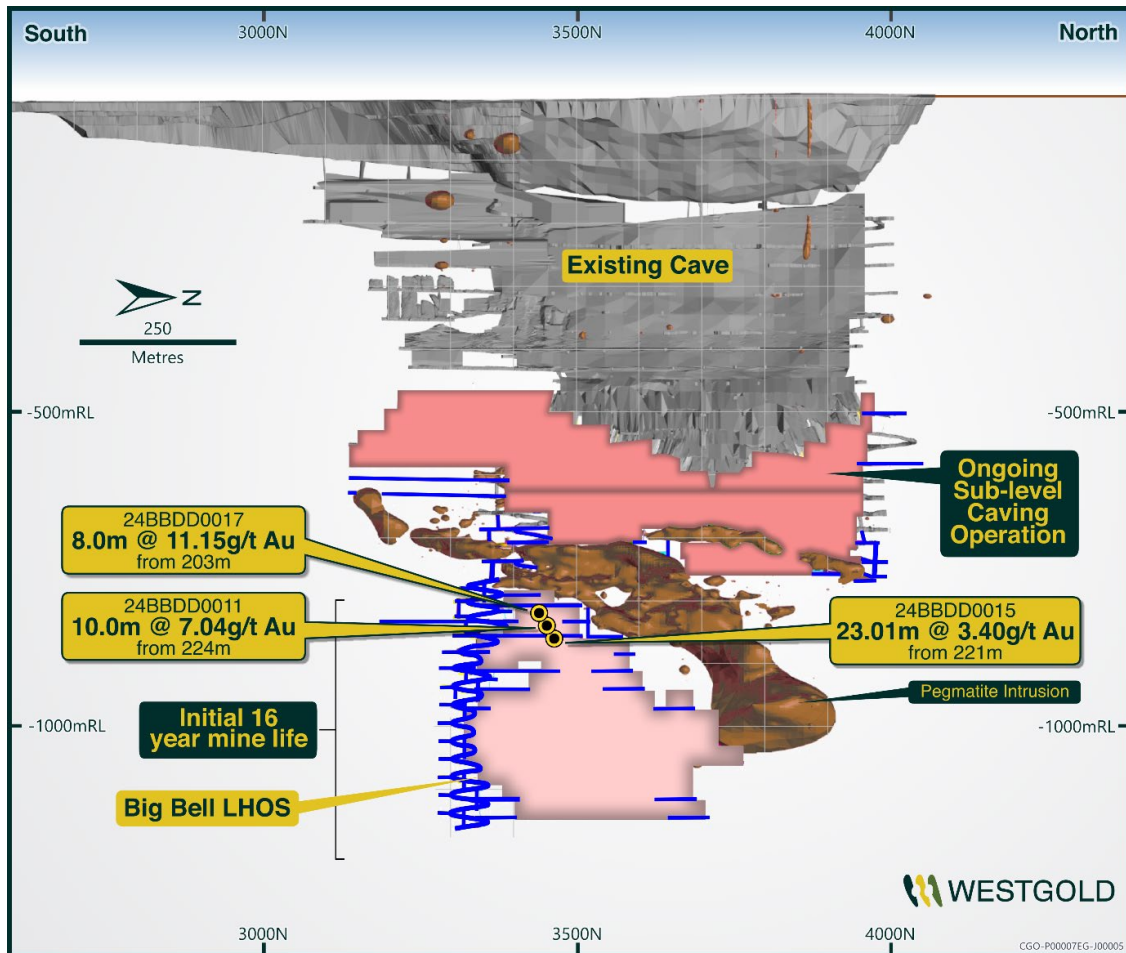 South
3000N
3500N
4000N
North
Existing Cave
N
250
Metres
-500mRL
-500mRL
Ongoing
Sub-level
Caving
Operation
24BBDD0017
8.0m @ 11.15g/t Au
from 203m
24BBDD0011
10.0m @ 7.04g/t Au
from 224m
24BBDD0015
23.01m @ 3.40g/t Au
from 221m
Pegmatite Intrusion
-1000mRL
-1000mRL
Initial 16
year mine life
Big Bell LHOS
WESTGOLD
3000N
3500N
4000N
CGO-P00007EG-J00005